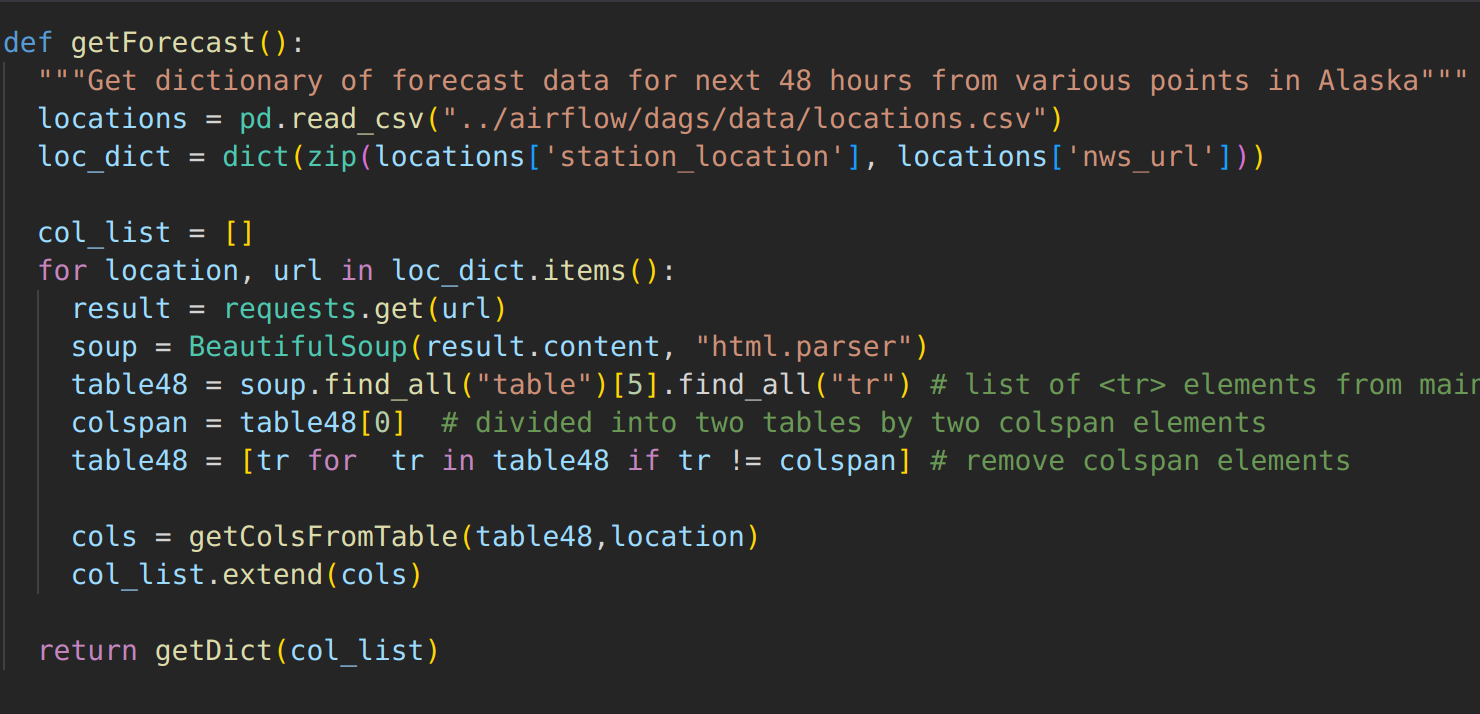 def getForecast():
  """Get dictionary of forecast data for next 48 hours from various points in Alaska"""
  locations = pd.read_csv("../airflow/dags/data/locations.csv")
  loc_dict = dict(zip(locations['station_location'], locations['nws_url']))

  col_list = []
  for location, url in loc_dict.items():
    result = requests.get(url)
    soup = BeautifulSoup(result.content, "html.parser")
    table48 = soup.find_all("table")[5].find_all("tr") # list of <tr> elements from
    colspan = table48[0]  # divided into two tables by two colspan elements
    table48 = [tr for  tr in table48 if tr != colspan] # remove colspan elements

    cols = getColsFromTable(table48,location)
    col_list.extend(cols)

  return getDict(col_list)